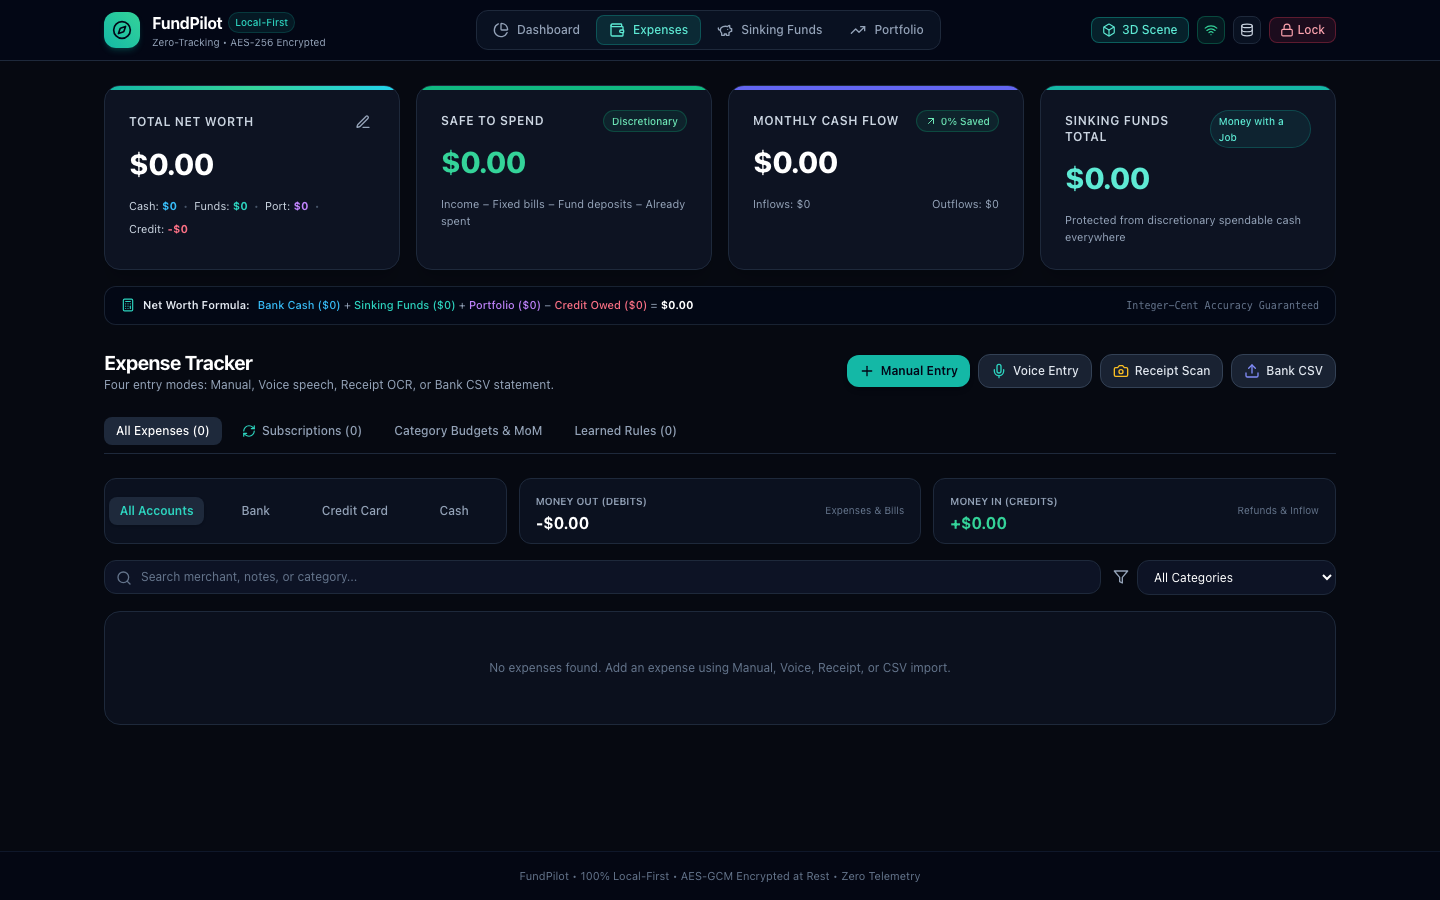 FundPilot Local-First
Zero-Tracking • AES-256 Encrypted
Dashboard
Expenses
Sinking Funds
Portfolio
3D Scene
Lock
TOTAL NET WORTH
$0.00
Cash: $0 • Funds: $0 • Port: $0 •
Credit: -$0
SAFE TO SPEND
Discretionary
$0.00
Income – Fixed bills – Fund deposits – Already
spent
MONTHLY CASH FLOW
0% Saved
$0.00
Inflows: $0
Outflows: $0
SINKING FUNDS
TOTAL
Money with a
Job
$0.00
Protected from discretionary spendable cash
everywhere
Net Worth Formula: Bank Cash ($0) + Sinking Funds ($0) + Portfolio ($0) – Credit Owed ($0) = $0.00
Integer-Cent Accuracy Guaranteed
Expense Tracker
Four entry modes: Manual, Voice speech, Receipt OCR, or Bank CSV statement.
Manual Entry
Voice Entry
Receipt Scan
Bank CSV
All Expenses (0)
Subscriptions (0)
Category Budgets & MoM
Learned Rules (0)
All Accounts
Bank
Credit Card
Cash
MONEY OUT (DEBITS)
-$0.00
Expenses & Bills
MONEY IN (CREDITS)
+$0.00
Refunds & Inflow
Search merchant, notes, or category...
All Categories
No expenses found. Add an expense using Manual, Voice, Receipt, or CSV import.
FundPilot • 100% Local-First • AES-GCM Encrypted at Rest • Zero Telemetry